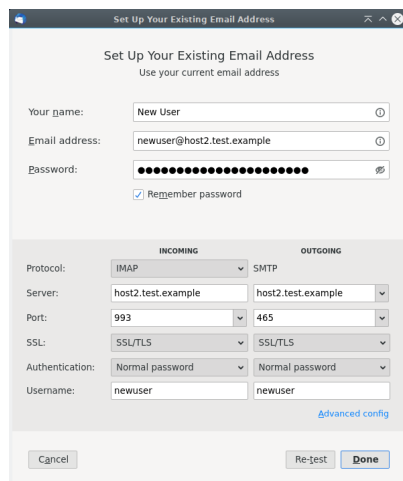 Set Up Your Existing Email Address
Set Up Your Existing Email Address
Use your current email address
Your name: New User
Email address: newuser@host2.test.example
Password: ●●●●●●●●●●●●●●●●●●●●●●
Remember password
INCOMING OUTGOING
Protocol: IMAP SMTP
Server: host2.test.example host2.test.example
Port: 993 465
SSL: SSL/TLS SSL/TLS
Authentication: Normal password Normal password
Username: newuser newuser
Advanced config
Cancel Re-test Done